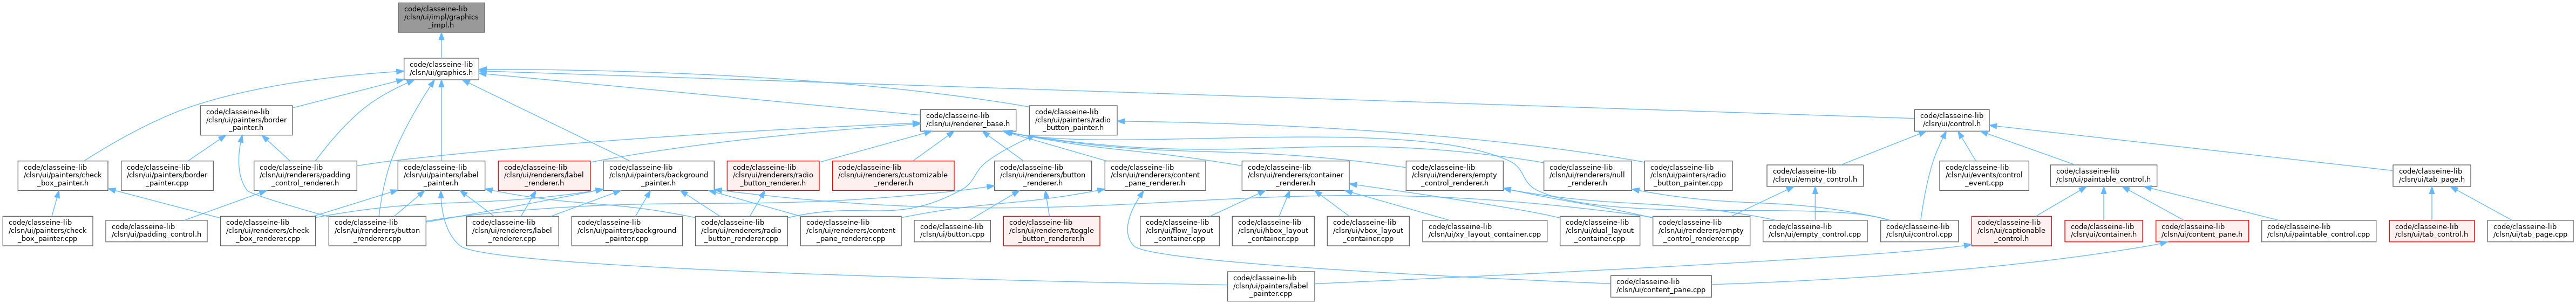 code/classeine-lib
/clsn/ui/impl/graphics
_impl.h
code/classeine-lib
/clsn/ui/graphics.h
code/classeine-lib
/clsn/ui/painters/border
_painter.h
code/classeine-lib
/clsn/ui/renderer_base.h
code/classeine-lib
/clsn/ui/painters/radio
_button_painter.h
code/classeine-lib
/clsn/ui/control.h
code/classeine-lib
/clsn/ui/painters/check
_box_painter.h
code/classeine-lib
/clsn/ui/painters/border
_painter.cpp
code/classeine-lib
/clsn/ui/renderers/padding
_control_renderer.h
code/classeine-lib
/clsn/ui/painters/label
_painter.h
code/classeine-lib
/clsn/ui/renderers/label
_renderer.h
code/classeine-lib
/clsn/ui/painters/background
_painter.h
code/classeine-lib
/clsn/ui/renderers/radio
_button_renderer.h
code/classeine-lib
/clsn/ui/renderers/customizable
_renderer.h
code/classeine-lib
/clsn/ui/renderers/button
_renderer.h
code/classeine-lib
/clsn/ui/renderers/content
_pane_renderer.h
code/classeine-lib
/clsn/ui/renderers/container
_renderer.h
code/classeine-lib
/clsn/ui/renderers/empty
_control_renderer.h
code/classeine-lib
/clsn/ui/renderers/null
_renderer.h
code/classeine-lib
/clsn/ui/painters/radio
_button_painter.cpp
code/classeine-lib
/clsn/ui/empty_control.h
code/classeine-lib
/clsn/ui/events/control
_event.cpp
code/classeine-lib
/clsn/ui/paintable_control.h
code/classeine-lib
/clsn/ui/tab_page.h
code/classeine-lib
/clsn/ui/painters/check
_box_painter.cpp
code/classeine-lib
/clsn/ui/padding_control.h
code/classeine-lib
/clsn/ui/renderers/check
_box_renderer.cpp
code/classeine-lib
/clsn/ui/renderers/button
_renderer.cpp
code/classeine-lib
/clsn/ui/renderers/label
_renderer.cpp
code/classeine-lib
/clsn/ui/painters/background
_painter.cpp
code/classeine-lib
/clsn/ui/renderers/radio
_button_renderer.cpp
code/classeine-lib
/clsn/ui/renderers/content
_pane_renderer.cpp
code/classeine-lib
/clsn/ui/button.cpp
code/classeine-lib
/clsn/ui/renderers/toggle
_button_renderer.h
code/classeine-lib
/clsn/ui/flow_layout
_container.cpp
code/classeine-lib
/clsn/ui/hbox_layout
_container.cpp
code/classeine-lib
/clsn/ui/vbox_layout
_container.cpp
code/classeine-lib
/clsn/ui/xy_layout_container.cpp
code/classeine-lib
/clsn/ui/dual_layout
_container.cpp
code/classeine-lib
/clsn/ui/renderers/empty
_control_renderer.cpp
code/classeine-lib
/clsn/ui/empty_control.cpp
code/classeine-lib
/clsn/ui/control.cpp
code/classeine-lib
/clsn/ui/captionable
_control.h
code/classeine-lib
/clsn/ui/container.h
code/classeine-lib
/clsn/ui/content_pane.h
code/classeine-lib
/clsn/ui/paintable_control.cpp
code/classeine-lib
/clsn/ui/tab_control.h
code/classeine-lib
/clsn/ui/tab_page.cpp
code/classeine-lib
/clsn/ui/painters/label
_painter.cpp
code/classeine-lib
/clsn/ui/content_pane.cpp